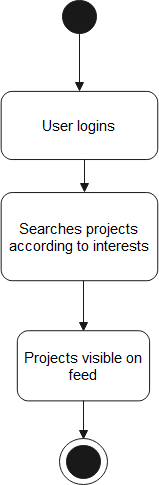 User logins
Searches projects
according to interests
Projects visible on
feed